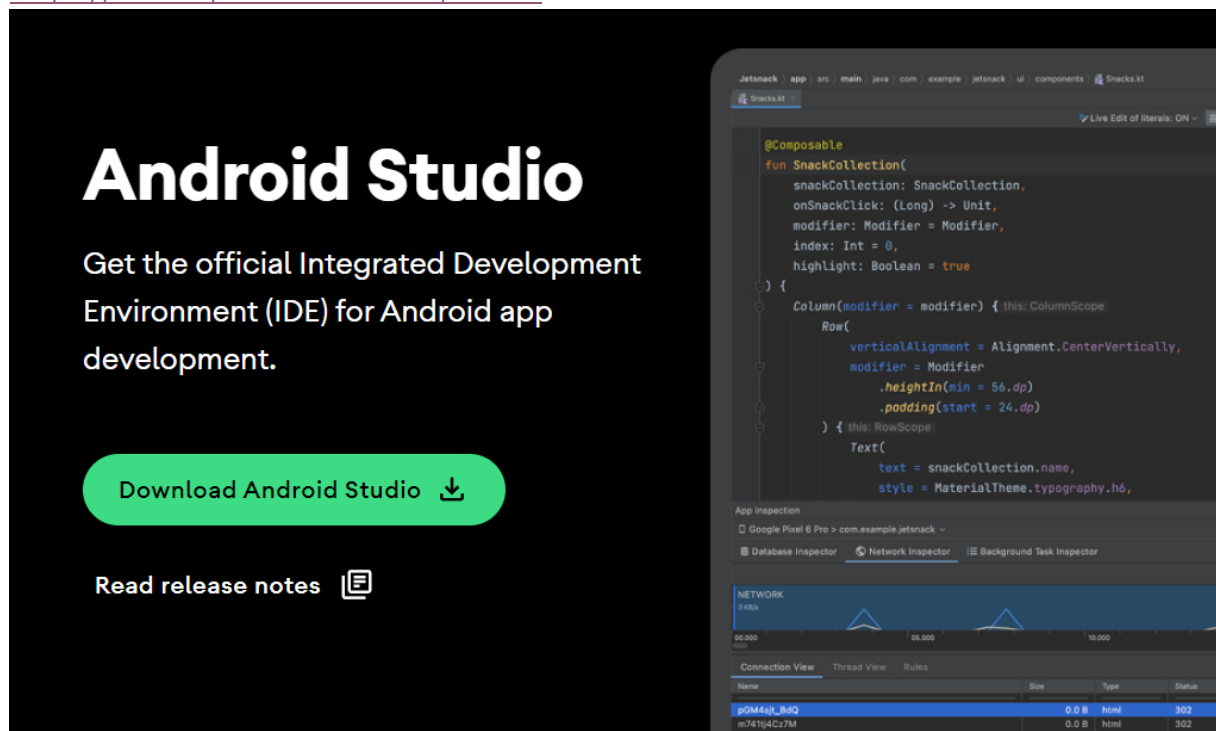 Android Studio
Get the official Integrated Development
Environment (IDE) for Android app
development.
Download Android Studio
Read release notes
Jetsnack app src main java com example jetsnack ui components Snacks.kt
Snacks.kt
Live Edit of literals: ON
@Composable
fun SnackCollection(
snackCollection: SnackCollection,
onSnackClick: (Long) -> Unit,
modifier: Modifier = Modifier,
index: Int = 0,
highlight: Boolean = true
) {
Column(modifier = modifier) { this: ColumnScope
Row(
verticalAlignment = Alignment.CenterVertically,
modifier = Modifier
.heightIn(min = 56.dp)
.padding(start = 24.dp)
) { this: RowScope
Text(
text = snackCollection.name,
style = MaterialTheme.typography.h6,
App Inspection
Google Pixel 6 Pro > com.example.jetsnack
Database Inspector Network Inspector Background Task Inspector
NETWORK
3 KB/s
00.000 05.000 10.000
Connection View Thread View Rules
Name Size Type Status
pGM4sjt_BdQ 0.0 B html 302
m741tj4Cz7M 0.0 B html 302